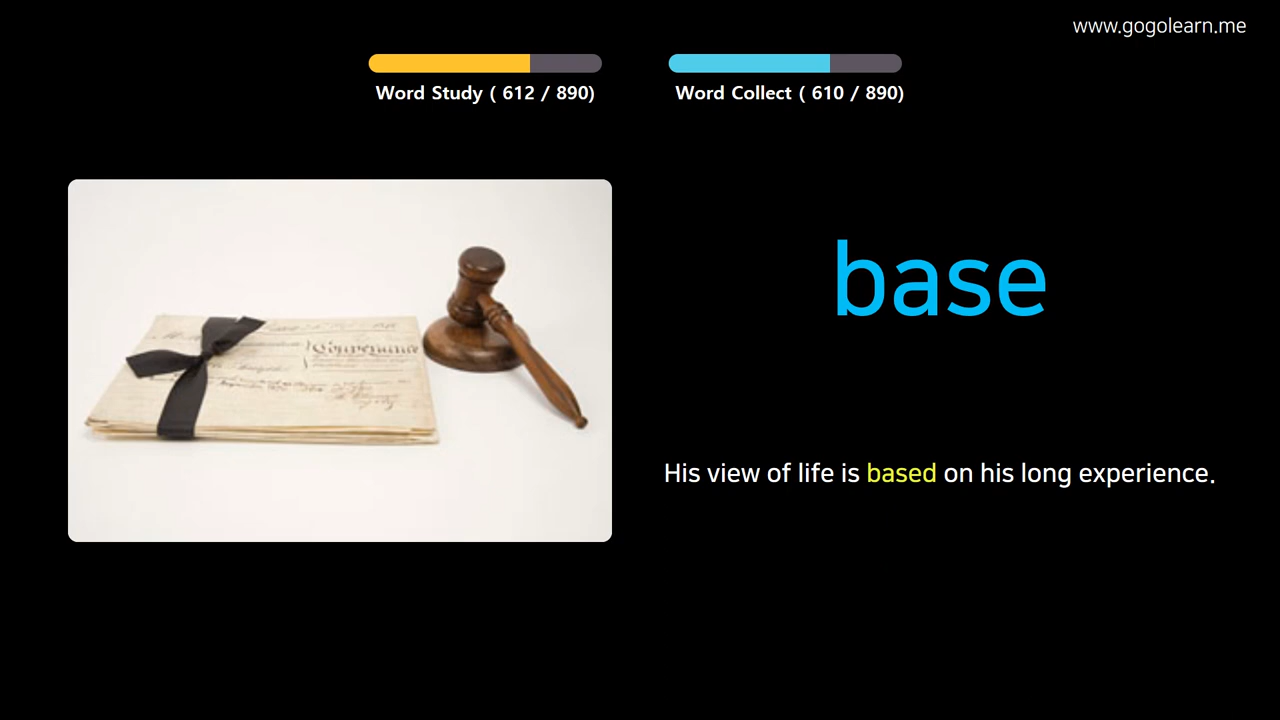 www.gogolearn.me
Word Study ( 612 / 890)
Word Collect ( 610 / 890)
base
Conveyance
His view of life is based on his long experience.